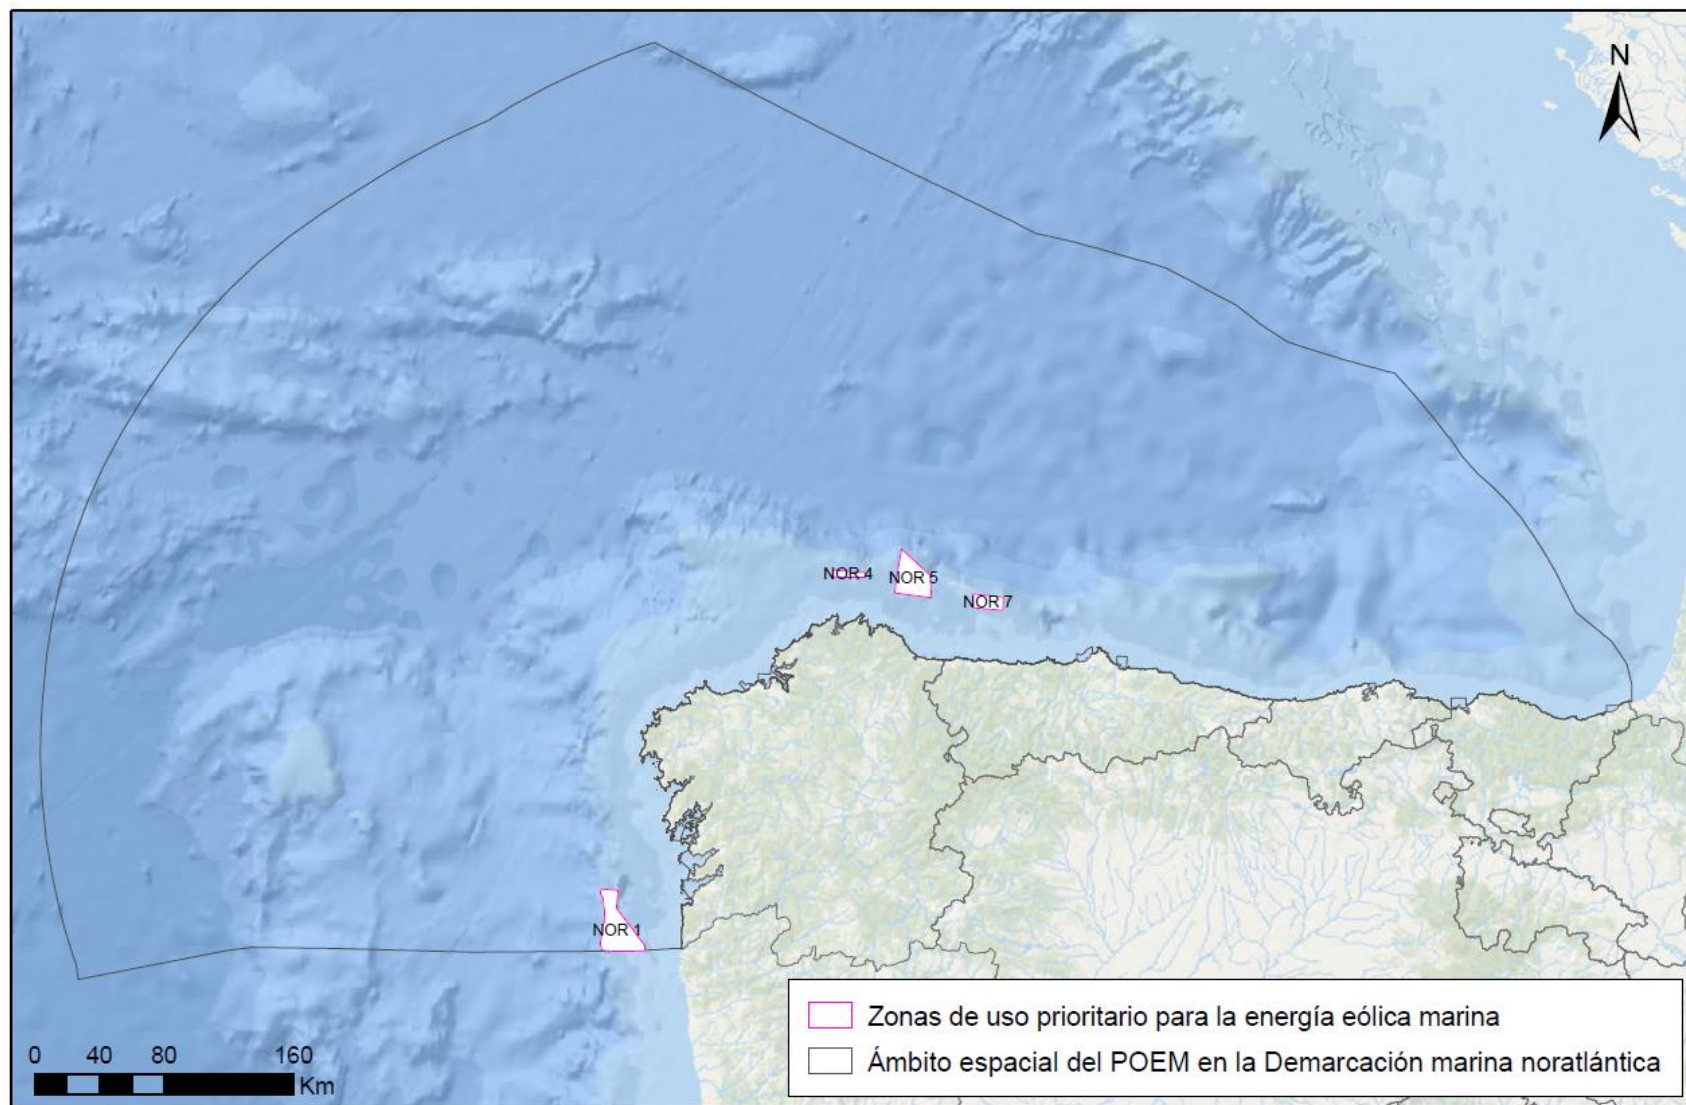 N
NOR 4
NOR 5
NOR 7
NOR 1
Zonas de uso prioritario para la energía eólica marina
Ámbito espacial del POEM en la Demarcación marina noratlántica
0 40 80 160
Km